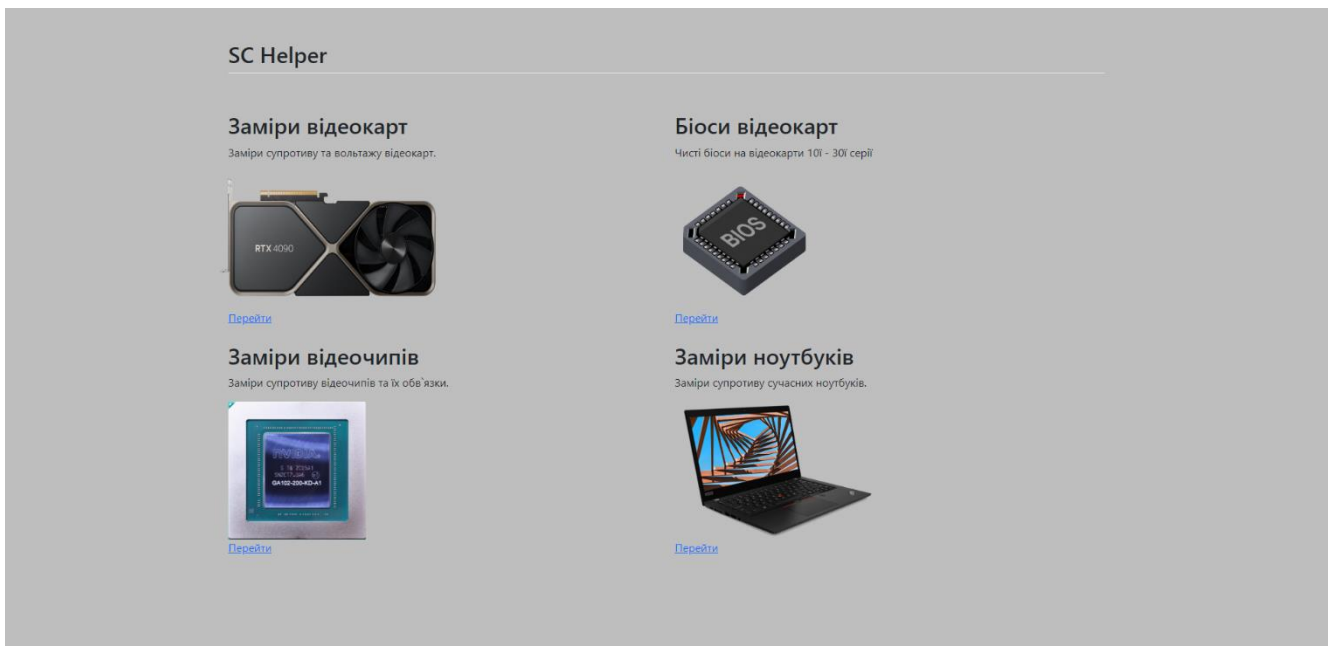 SC Helper
Заміри відеокарт
Заміри супротиву та вольтажу відеокарт.
RTX 4090
Перейти
Біоси відеокарт
Чисті біоси на відеокарти 10ї - 30ї серії
BIOS
Перейти
Заміри відеочипів
Заміри супротиву відеочипів та їх обв`язки.
GA102-200-KD-A1
Перейти
Заміри ноутбуків
Заміри супротиву сучасних ноутбуків.
Перейти